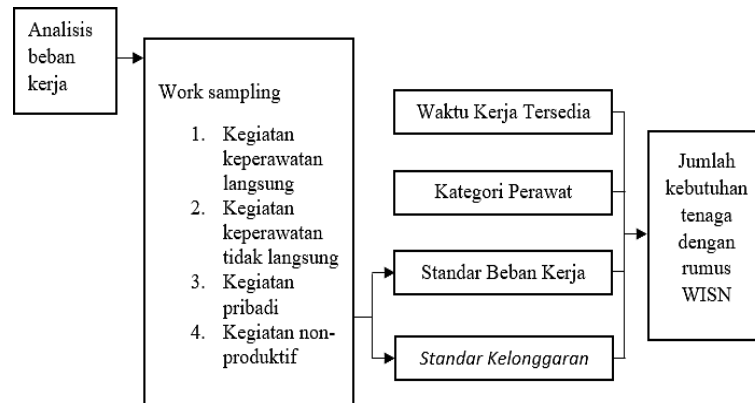 Analisis
beban
kerja
Work sampling
1. Kegiatan
keperawatan
langsung
2. Kegiatan
keperawatan
tidak langsung
3. Kegiatan
pribadi
4. Kegiatan non-
produktif
Waktu Kerja Tersedia
Kategori Perawat
Standar Beban Kerja
Standar Kelonggaran
Jumlah
kebutuhan
tenaga
dengan
rumus
WISN